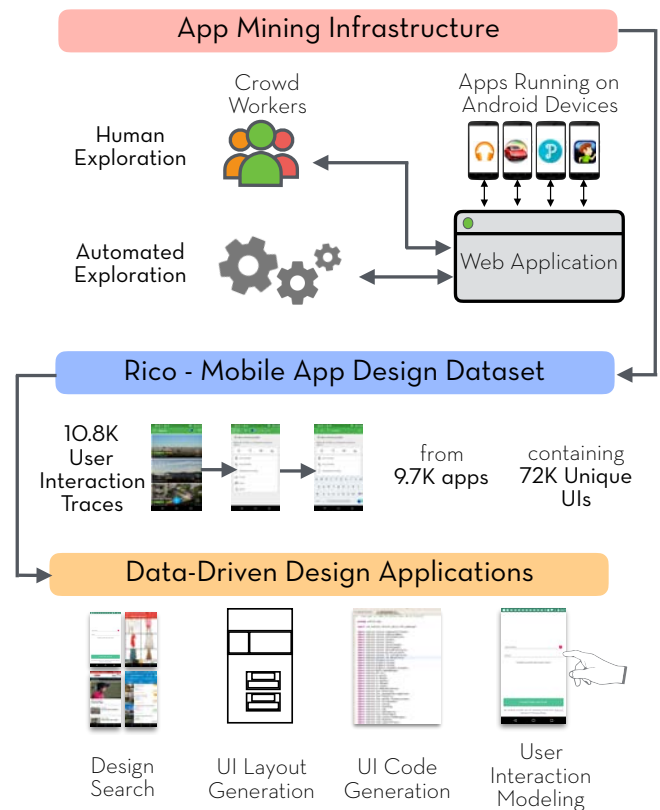 App Mining Infrastructure
Crowd
Workers
Apps Running on
Android Devices
Human
Exploration
Automated
Exploration
Web Application
Rico - Mobile App Design Dataset
10.8K
User
Interaction
Traces
from
9.7K apps
containing
72K Unique
UIs
Data-Driven Design Applications
Design
Search
UI Layout
Generation
UI Code
Generation
User
Interaction
Modeling